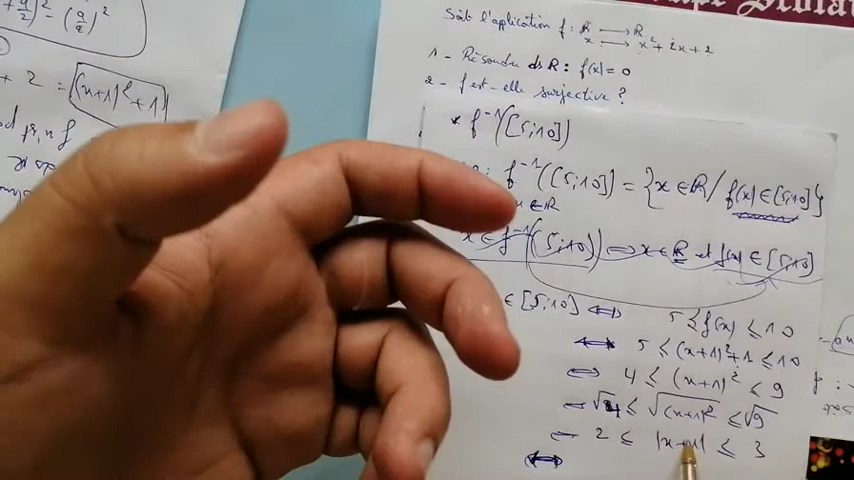 - (a/2)²
+ 2 = (x+1)² + 1
Soit l'application f : ℝ ⟶ ℝ
x ⟶ x² + 2x + 2
1 - Résoudre ds ℝ : f(x) = 0
2 - f est-elle surjective ?
* f⁻¹([5;10])
f⁻¹([5;10]) = {x ∈ ℝ / f(x) ∈ [5;10]}
x ∈ ℝ
x ∈ f⁻¹([5;10]) ⟺ x ∈ ℝ et f(x) ∈ [5;10]
∈ [5;10] ⟺ 5 ≤ f(x) ≤ 10
⟺ 5 ≤ (x+1)² + 1 ≤ 10
⟺ 4 ≤ (x+1)² ≤ 9
⟺ √4 ≤ √(x+1)² ≤ √9
⟺ 2 ≤ |x+1| ≤ 3
⟺